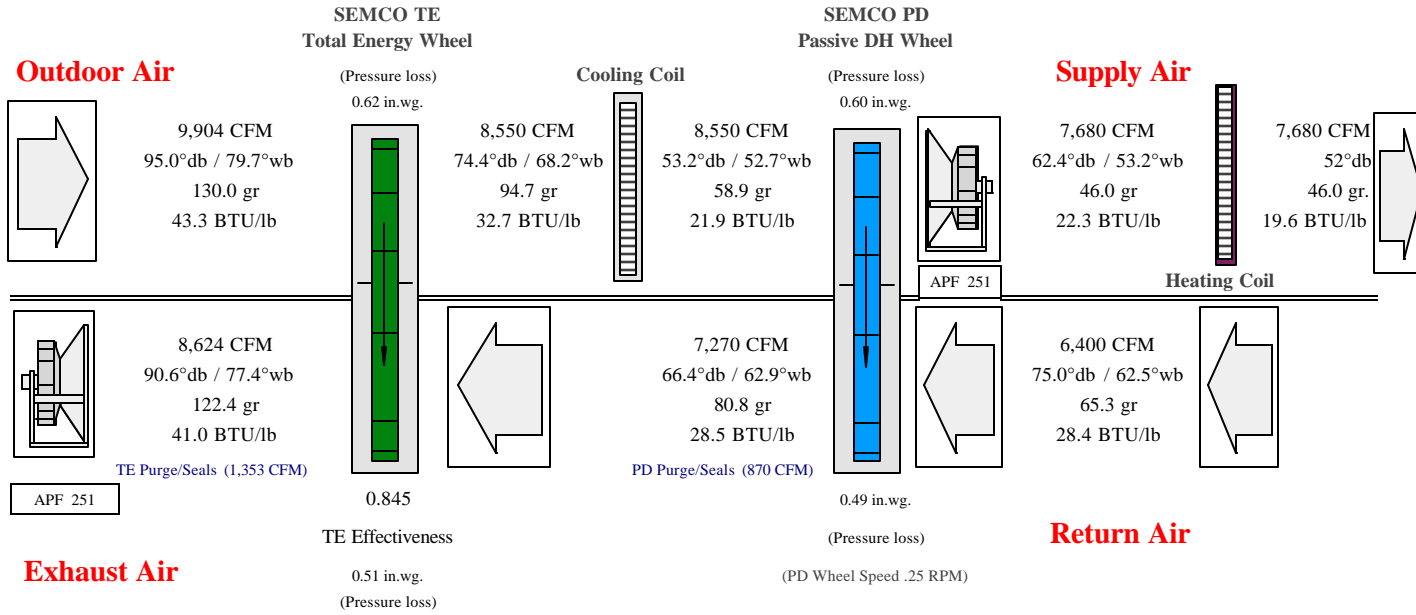 SEMCO TE
Total Energy Wheel
SEMCO PD
Passive DH Wheel
Outdoor Air
(Pressure loss)
0.62 in.wg.
Cooling Coil
(Pressure loss)
0.60 in.wg.
Supply Air
9,904 CFM
95.0°db / 79.7°wb
130.0 gr
43.3 BTU/lb
8,550 CFM
74.4°db / 68.2°wb
94.7 gr
32.7 BTU/lb
8,550 CFM
53.2°db / 52.7°wb
58.9 gr
21.9 BTU/lb
7,680 CFM
62.4°db / 53.2°wb
46.0 gr
22.3 BTU/lb
7,680 CFM
52°db
46.0 gr.
19.6 BTU/lb
APF 251
Heating Coil
8,624 CFM
90.6°db / 77.4°wb
122.4 gr
41.0 BTU/lb
TE Purge/Seals (1,353 CFM)
7,270 CFM
66.4°db / 62.9°wb
80.8 gr
28.5 BTU/lb
PD Purge/Seals (870 CFM)
6,400 CFM
75.0°db / 62.5°wb
65.3 gr
28.4 BTU/lb
APF 251
0.845
TE Effectiveness
0.51 in.wg.
(Pressure loss)
0.49 in.wg.
(Pressure loss)
(PD Wheel Speed .25 RPM)
Return Air
Exhaust Air